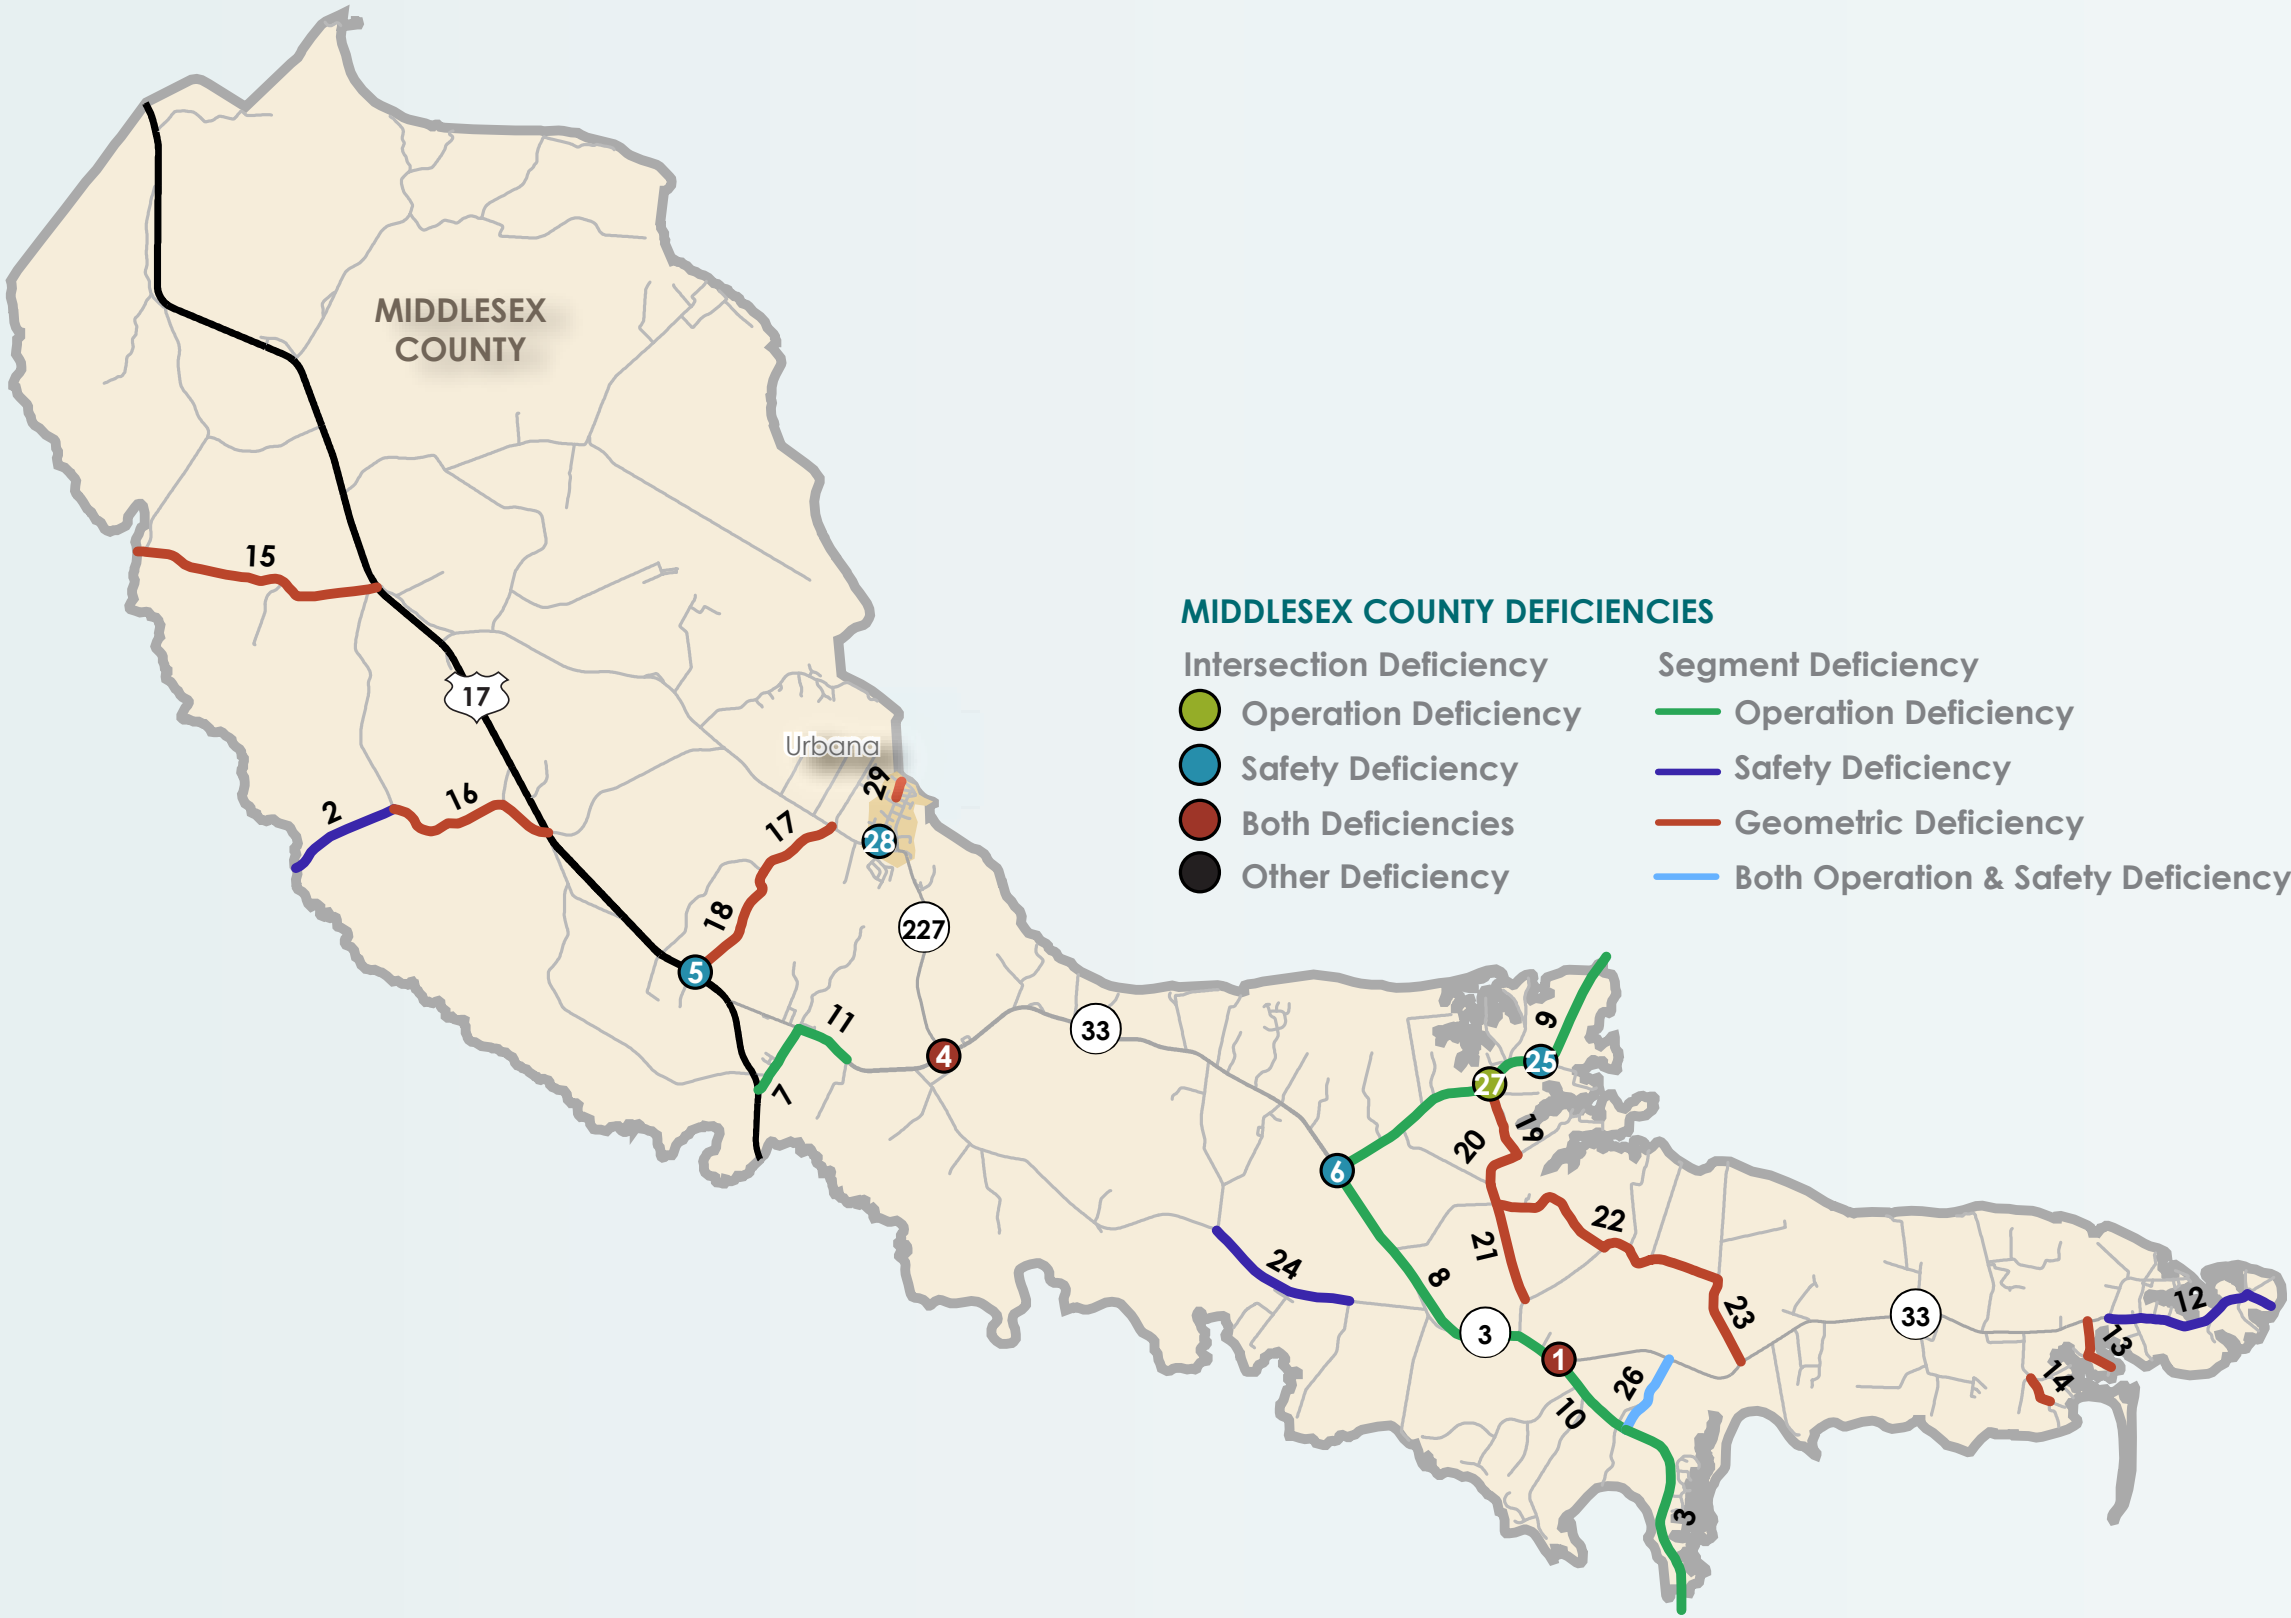 MIDDLESEX
COUNTY
15
17
MIDDLESEX COUNTY DEFICIENCIES
Intersection Deficiency
Operation Deficiency
Safety Deficiency
Both Deficiencies
Other Deficiency
Segment Deficiency
Operation Deficiency
Safety Deficiency
Geometric Deficiency
Both Operation & Safety Deficiency
Urbana
29
2
16
17
28
18
227
5
11
33
4
7
9
25
27
19
20
6
22
21
24
8
23
12
33
3
13
1
14
26
10
3